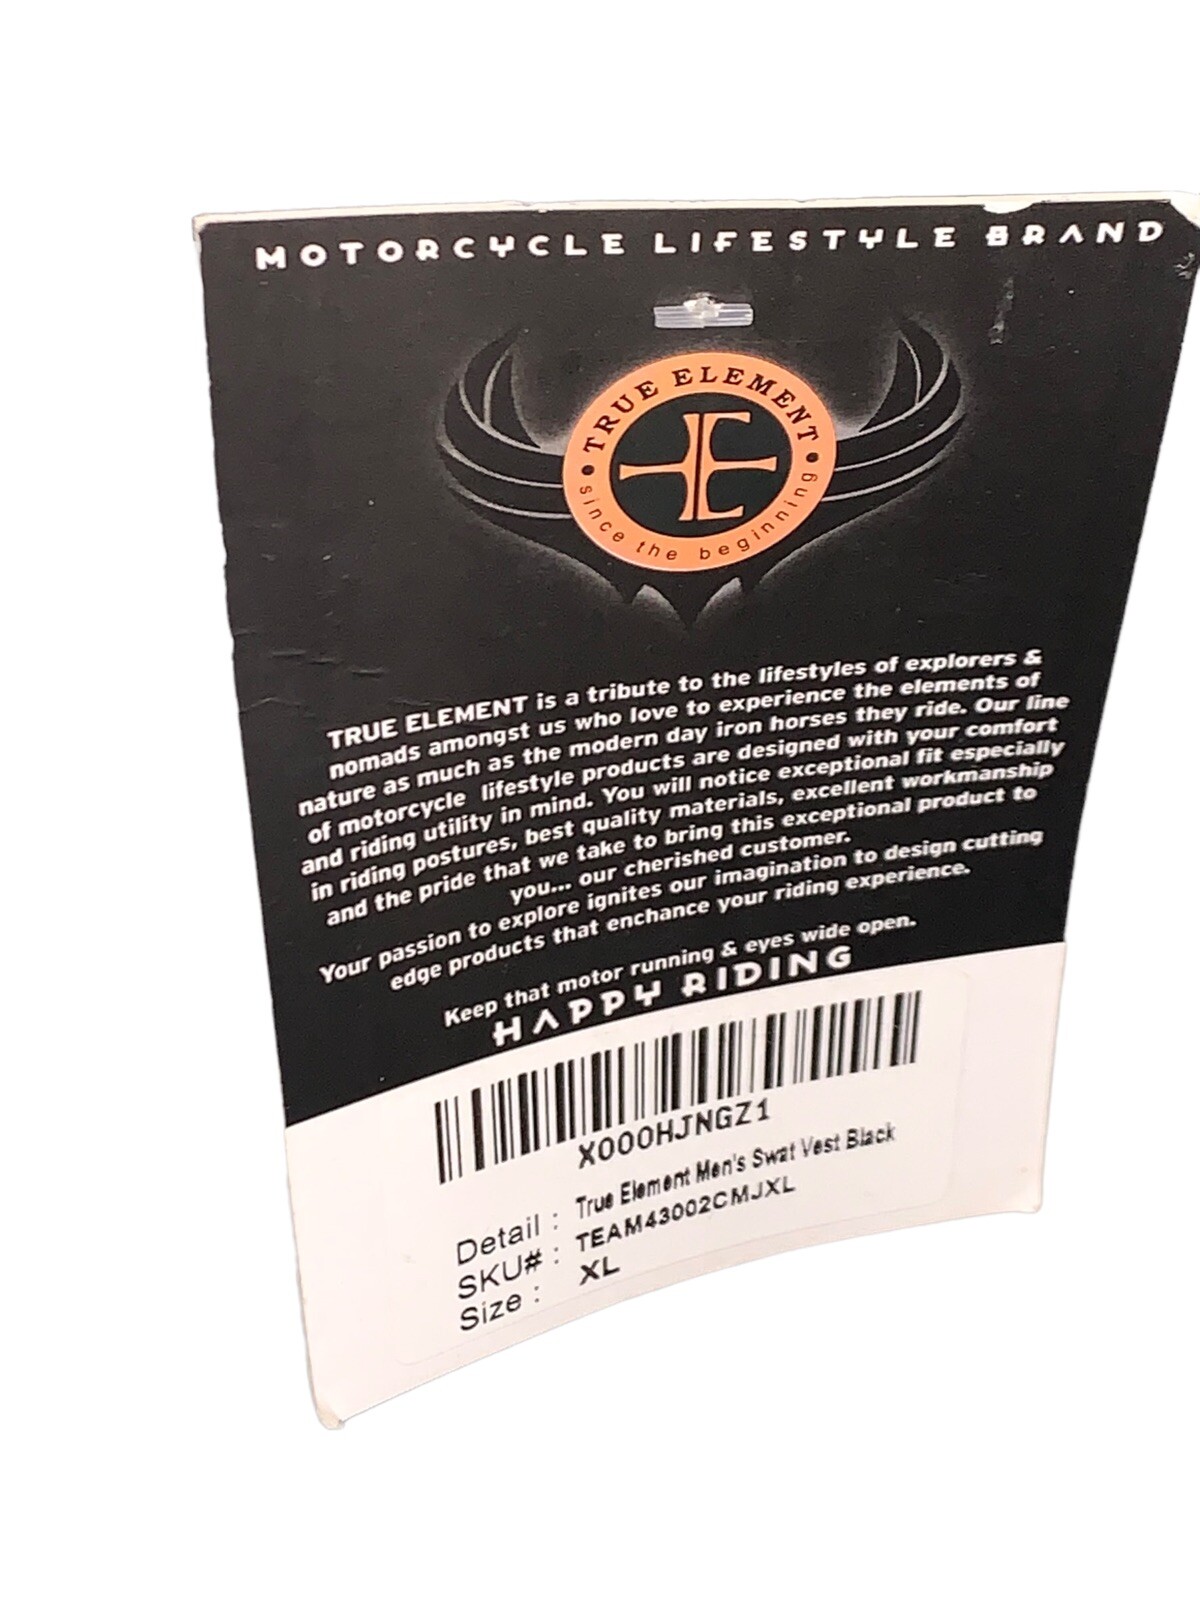 MOTORCYCLE LIFESTYLE BRAND
TRUE ELEMENT
since the beginning
TRUE ELEMENT is a tribute to the lifestyles of explorers &
nomads amongst us who love to experience the elements of
nature as much as the modern day iron horses they ride. Our line
of motorcycle lifestyle products are designed with your comfort
and riding utility in mind. You will notice exceptional fit especially
in riding postures, best quality materials, excellent workmanship
and the pride that we take to bring this exceptional product to
you... our cherished customer.
Your passion to explore ignites our imagination to design cutting
edge products that enchance your riding experience.
Keep that motor running & eyes wide open.
HAPPY RIDING
X000HJNGZ1
Detail : True Element Men's Swat Vest Black
SKU# : TEAM43002CMJXL
Size : XL